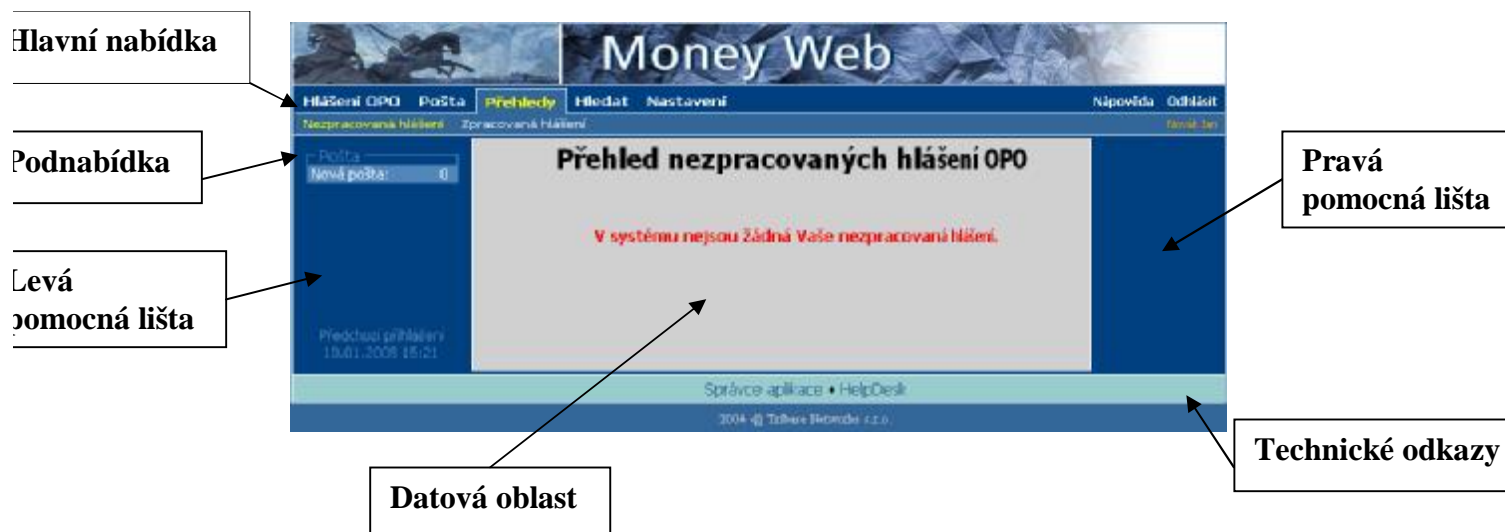 Hlavní nabídka
Money Web
Hlášení OPO Pošta Přehledy Hledat Nastavení Nápověda Odhlásit
Nezpracovaná hlášení Zpracovaná hlášení
Podnabídka
Pošta
Nová pošta: 0
Přehled nezpracovaných hlášení OPO
Pravá
pomocná lišta
V systému nejsou žádná Vaše nezpracovaná hlášení.
Levá
pomocná lišta
Předchozí přihlášení
Správce aplikace ♦ HelpDesk
s.r.o.
Technické odkazy
Datová oblast